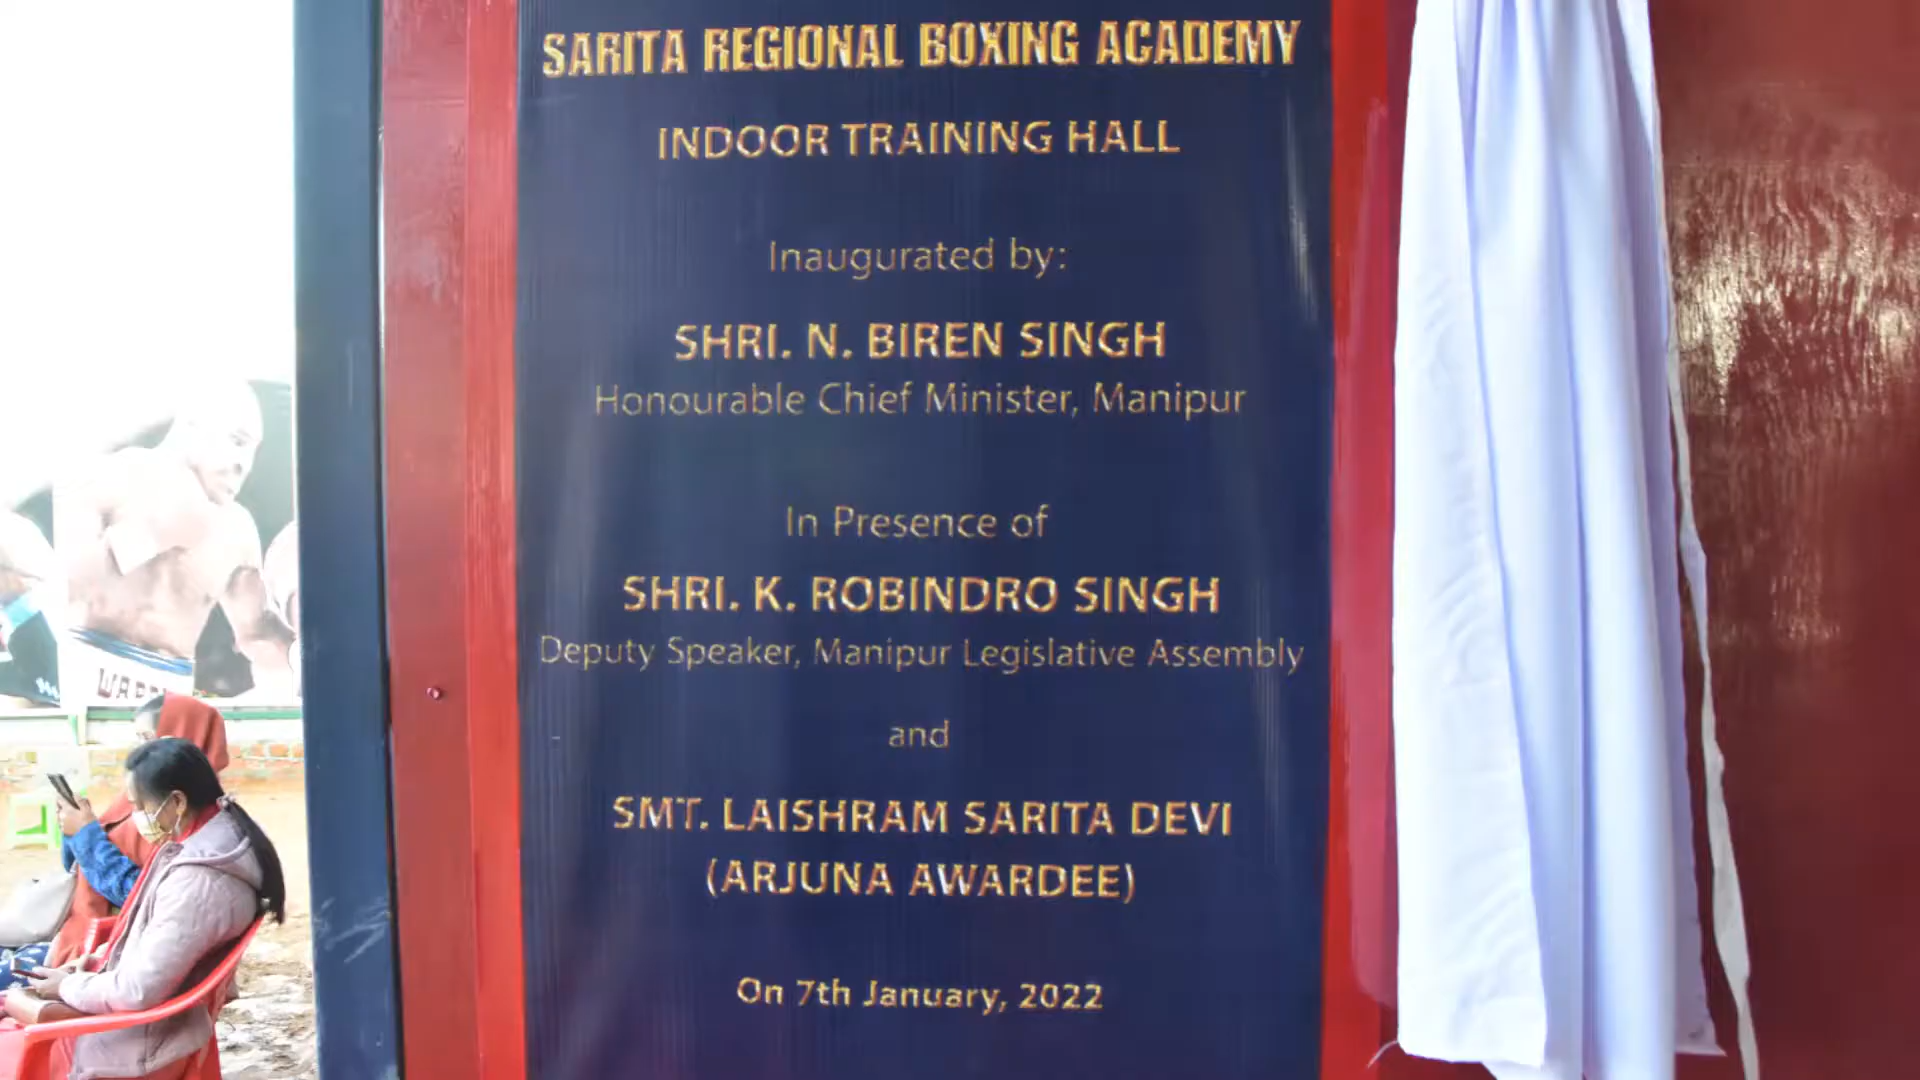 SARITA REGIONAL BOXING ACADEMY
INDOOR TRAINING HALL
Inaugurated by:
SHRI. N. BIREN SINGH
Honourable Chief Minister, Manipur
In Presence of
SHRI. K. ROBINDRO SINGH
Deputy Speaker, Manipur Legislative Assembly
and
SMT. LAISHRAM SARITA DEVI
(ARJUNA AWARDEE)
On 7th January, 2022